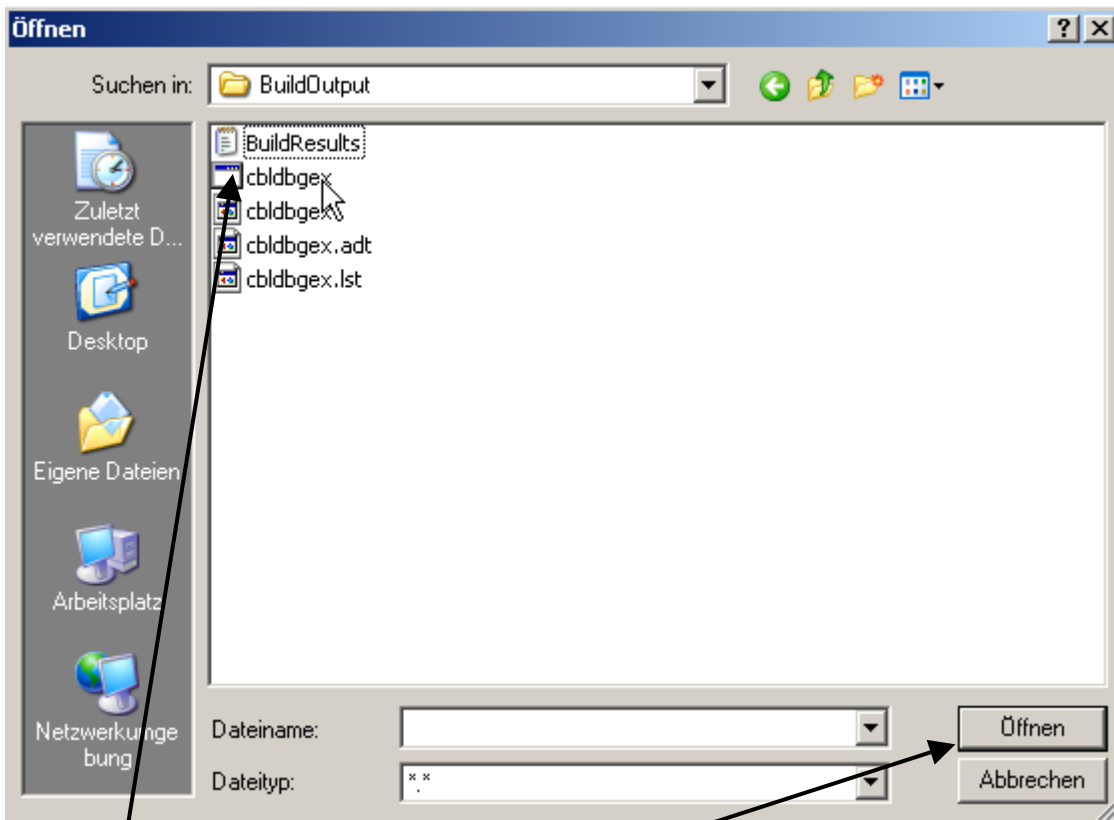 Öffnen
Suchen in: BuildOutput
BuildResults
cbldbgex
cbldbgex
cbldbgex.adt
cbldbgex.lst
Zuletzt
verwendete D...
Desktop
Eigene Dateien
Arbeitsplatz
Netzwerkumge
bung
Dateiname:
Öffnen
Dateityp: *.*
Abbrechen